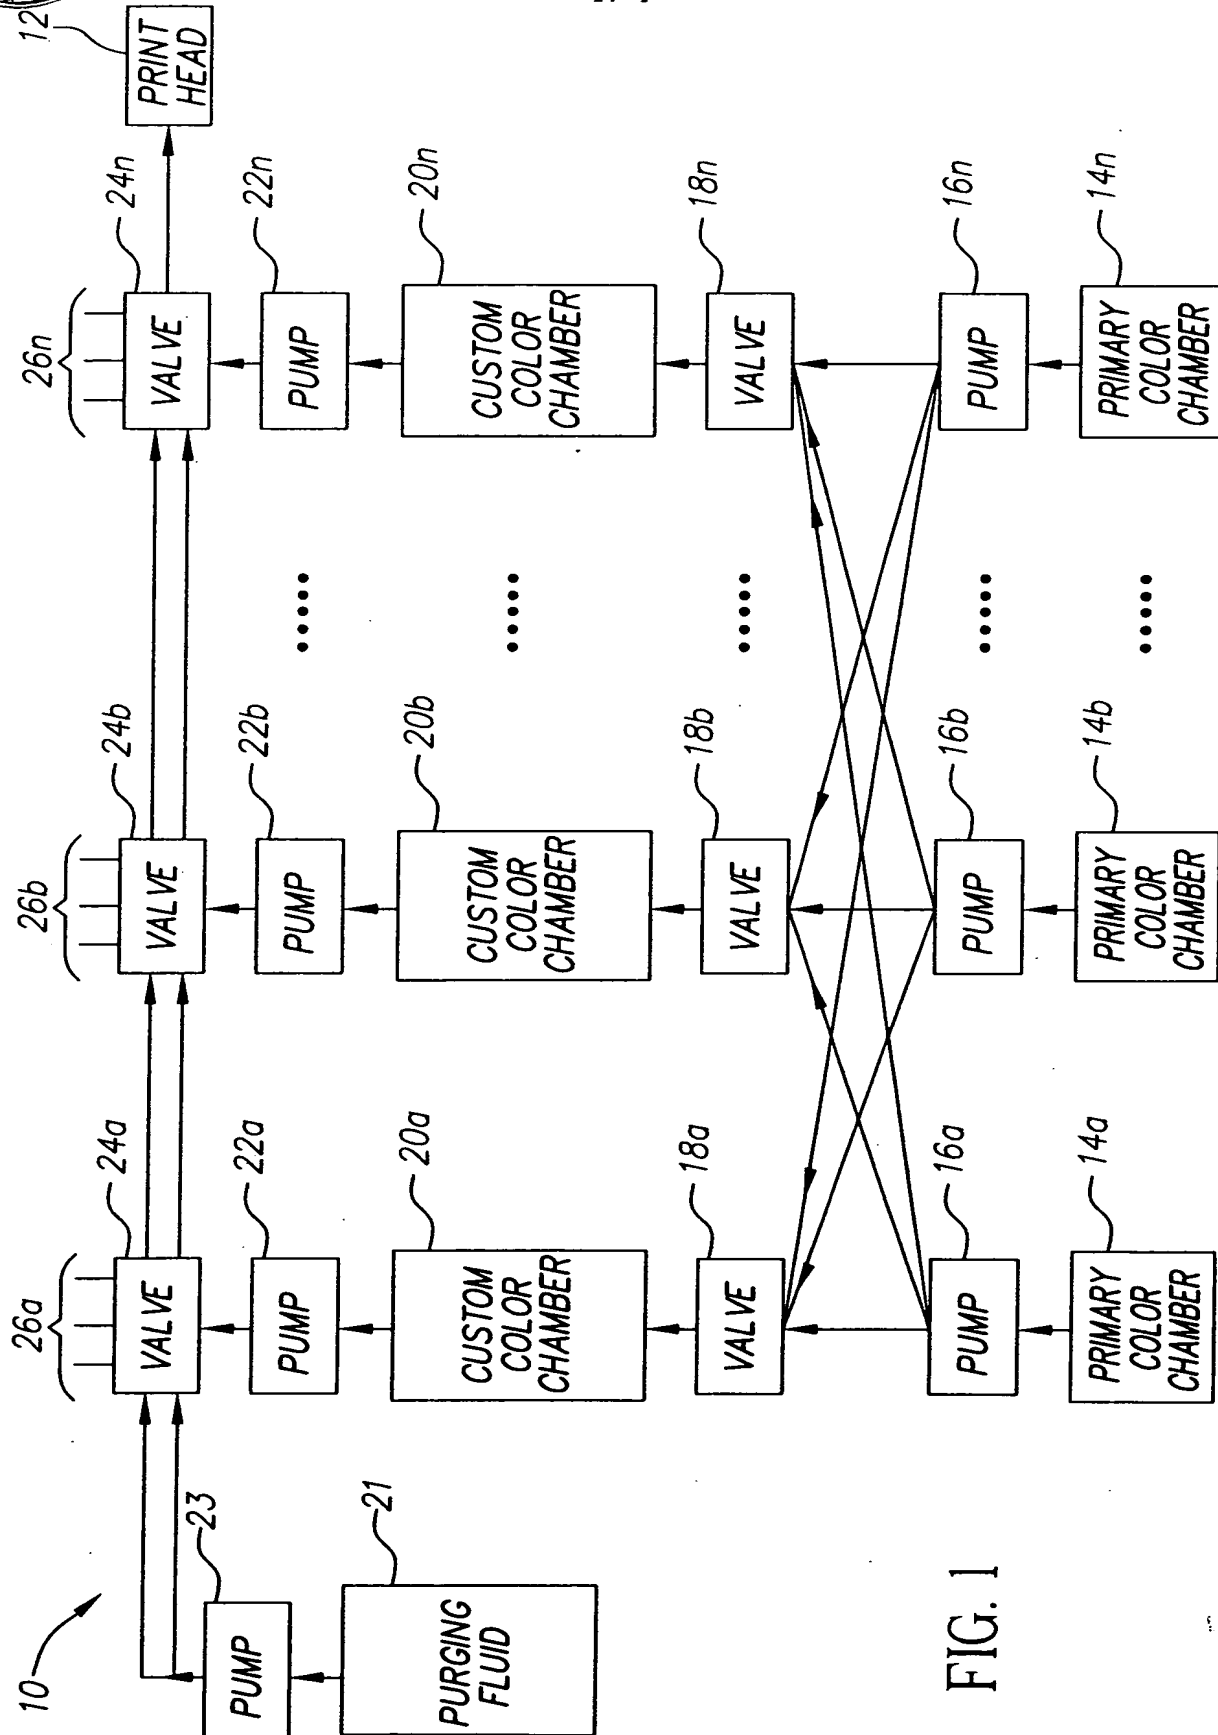 10
12
PRINT
HEAD
26a
26b
26n
24a
24b
24n
VALVE
VALVE
VALVE
23
22a
22b
22n
PUMP
PUMP
PUMP
PUMP
21
20a
20b
20n
PURGING
FLUID
CUSTOM
COLOR
CHAMBER
CUSTOM
COLOR
CHAMBER
CUSTOM
COLOR
CHAMBER
18a
18b
18n
VALVE
VALVE
VALVE
16a
16b
16n
PUMP
PUMP
PUMP
14a
14b
14n
PRIMARY
COLOR
CHAMBER
PRIMARY
COLOR
CHAMBER
PRIMARY
COLOR
CHAMBER
FIG. 1